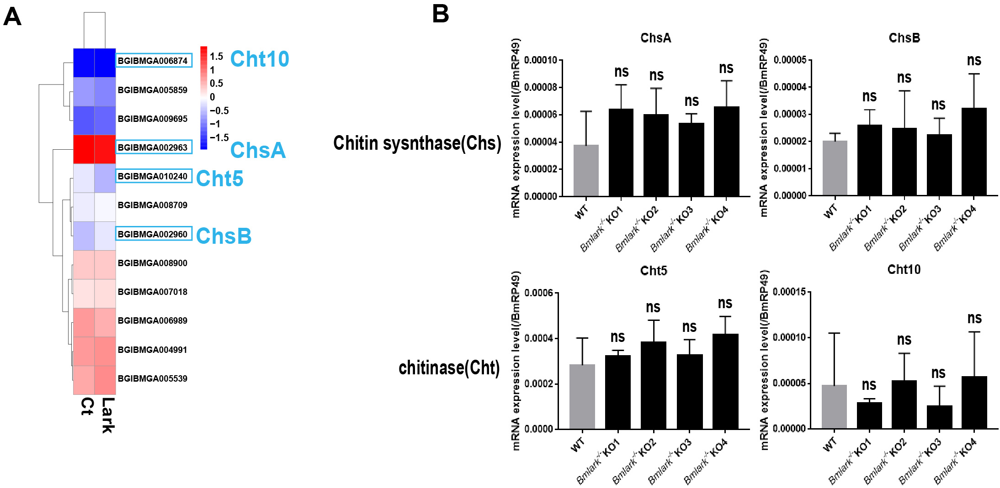 A
BGIBMGA006874
BGIBMGA005859
BGIBMGA009695
BGIBMGA002963
BGIBMGA010240
BGIBMGA008709
BGIBMGA002960
BGIBMGA008900
BGIBMGA007018
BGIBMGA006989
BGIBMGA004991
BGIBMGA005539
Ct
Lark
1.5
1
0.5
0
−0.5
−1
−1.5
Cht10
ChsA
Cht5
ChsB
B
Chitin sysnthase(Chs)
ChsA
mRNA expression level(/BmRP49)
0.00010
0.00008
0.00006
0.00004
0.00002
0.00000
ns
ns
ns
ns
WT
Bmlark-/-KO1
Bmlark-/-KO2
Bmlark-/-KO3
Bmlark-/-KO4
ChsB
mRNA expression level(/BmRP49)
0.00005
0.00004
0.00003
0.00002
0.00001
0.00000
ns
ns
ns
ns
WT
Bmlark-/-KO1
Bmlark-/-KO2
Bmlark-/-KO3
Bmlark-/-KO4
chitinase(Cht)
Cht5
mRNA expression level(/BmRP49)
0.0006
0.0004
0.0002
0.0000
ns
ns
ns
ns
WT
Bmlark-/-KO1
Bmlark-/-KO2
Bmlark-/-KO3
Bmlark-/-KO4
Cht10
mRNA expression level(/BmRP49)
0.00015
0.00010
0.00005
0.00000
ns
ns
ns
ns
WT
Bmlark-/-KO1
Bmlark-/-KO2
Bmlark-/-KO3
Bmlark-/-KO4